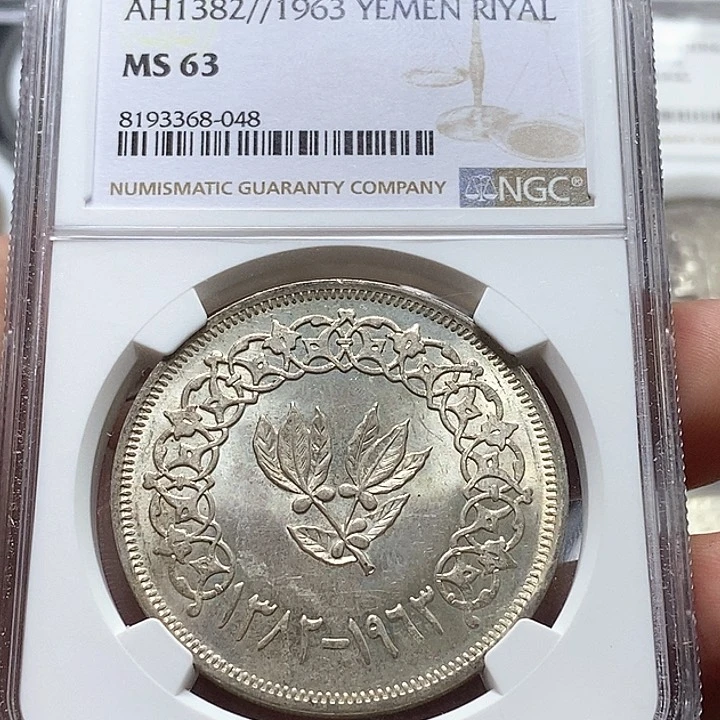 AH1382//1963 YEMEN RIYAL
MS 63
8193368-048
NUMISMATIC GUARANTY COMPANY NGC®
١٣٨٢-١٩٦٣